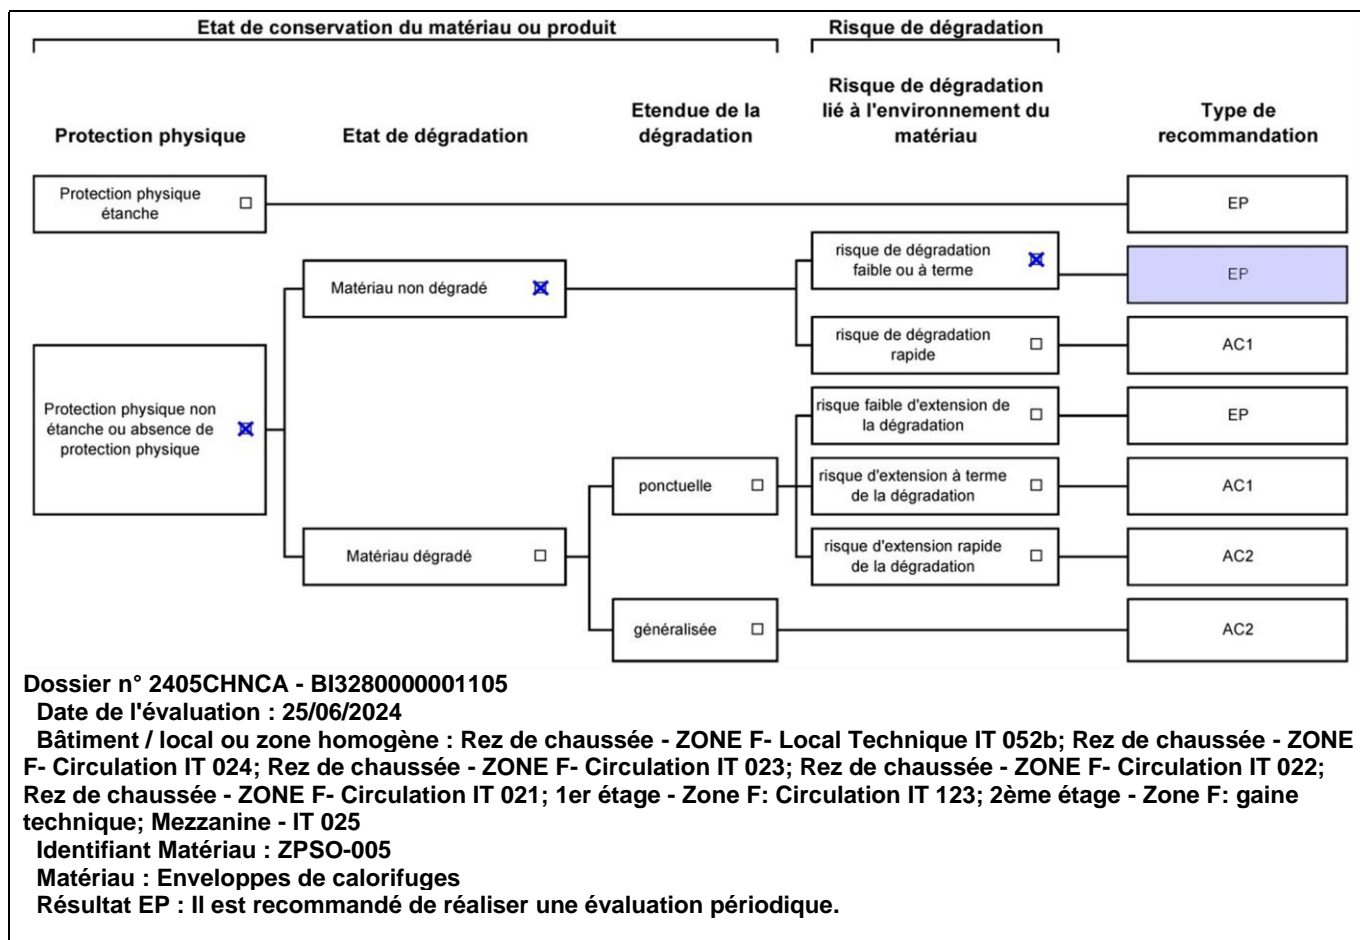 Etat de conservation du matériau ou produit
Risque de dégradation
Protection physique
Etat de dégradation
Etendue de la
dégradation
Risque de dégradation
lié à l'environnement du
matériau
Type de
recommandation
Protection physique
étanche
EP
risque de dégradation
faible ou à terme
EP
Matériau non dégradé
risque de dégradation
rapide
AC1
Protection physique non
étanche ou absence de
protection physique
risque faible d'extension de
la dégradation
EP
ponctuelle
risque d'extension à terme
de la dégradation
AC1
Matériau dégradé
risque d'extension rapide
de la dégradation
AC2
généralisée
AC2
Dossier n° 2405CHNCA - BI3280000001105
Date de l'évaluation : 25/06/2024
Bâtiment / local ou zone homogène : Rez de chaussée - ZONE F- Local Technique IT 052b; Rez de chaussée - ZONE
F- Circulation IT 024; Rez de chaussée - ZONE F- Circulation IT 023; Rez de chaussée - ZONE F- Circulation IT 022;
Rez de chaussée - ZONE F- Circulation IT 021; 1er étage - Zone F: Circulation IT 123; 2ème étage - Zone F: gaine
technique; Mezzanine - IT 025
Identifiant Matériau : ZPSO-005
Matériau : Enveloppes de calorifuges
Résultat EP : Il est recommandé de réaliser une évaluation périodique.